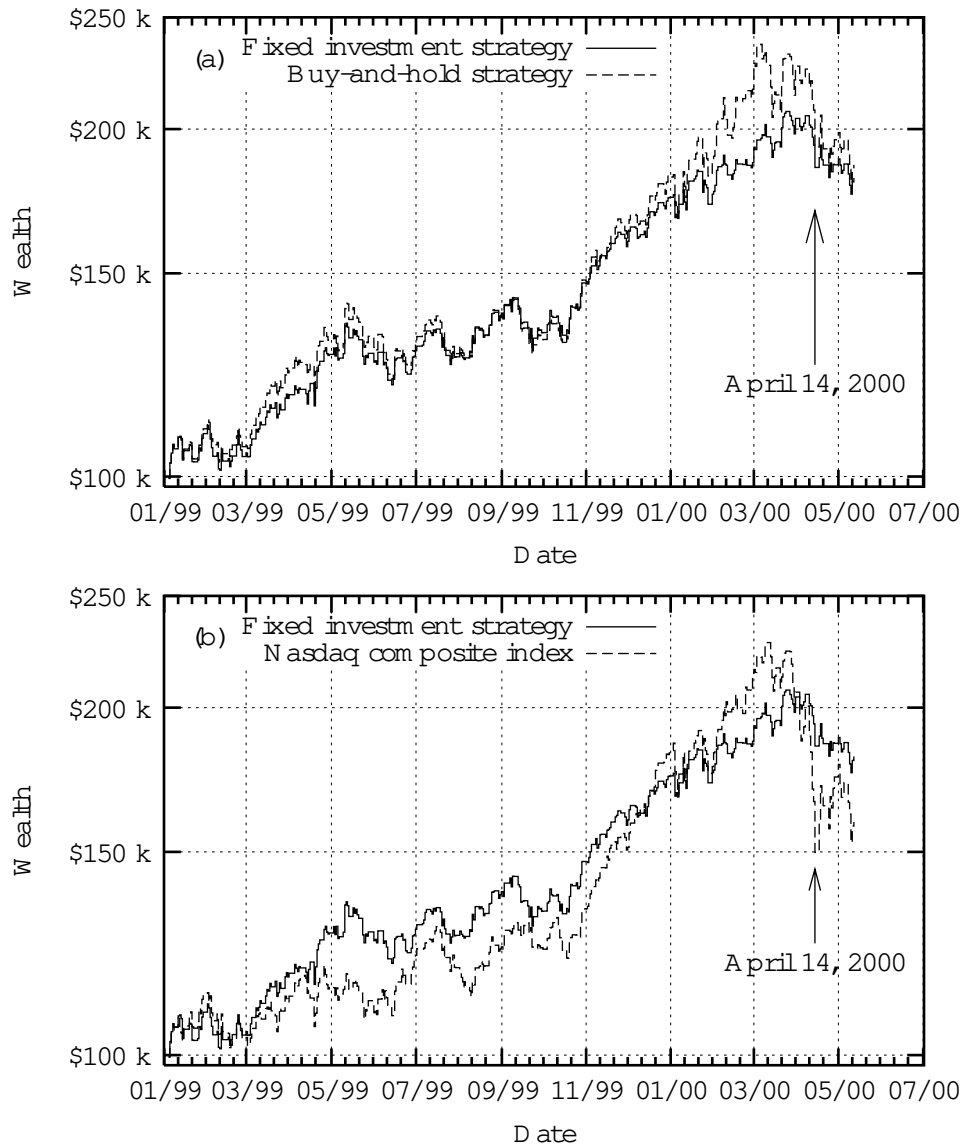 $250 k
(a) Fixed investment strategy
Buy-and-hold strategy
$200 k
$150 k
Wealth
April 14, 2000
$100 k
01/99 03/99 05/99 07/99 09/99 11/99 01/00 03/00 05/00 07/00
Date
$250 k
(b) Fixed investment strategy
Nasdaq composite index
$200 k
$150 k
Wealth
April 14, 2000
$100 k
01/99 03/99 05/99 07/99 09/99 11/99 01/00 03/00 05/00 07/00
Date